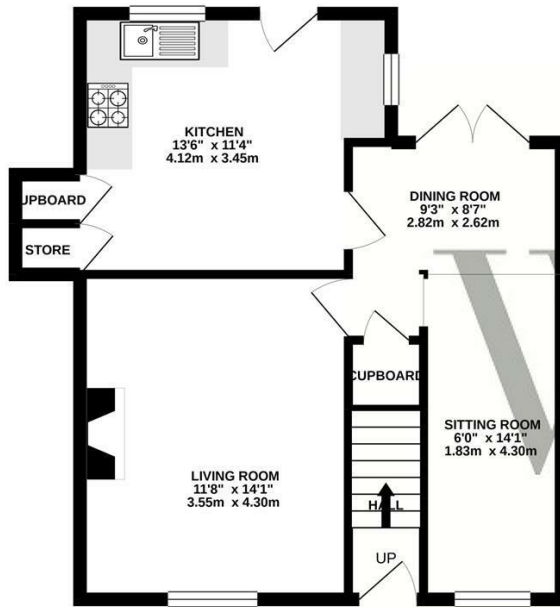 KITCHEN
13'6" x 11'4"
4.12m x 3.45m
UPBOARD
STORE
DINING ROOM
9'3" x 8'7"
2.82m x 2.62m
CUPBOARD
LIVING ROOM
11'8" x 14'1"
3.55m x 4.30m
SITTING ROOM
6'0" x 14'1"
1.83m x 4.30m
HALL
UP